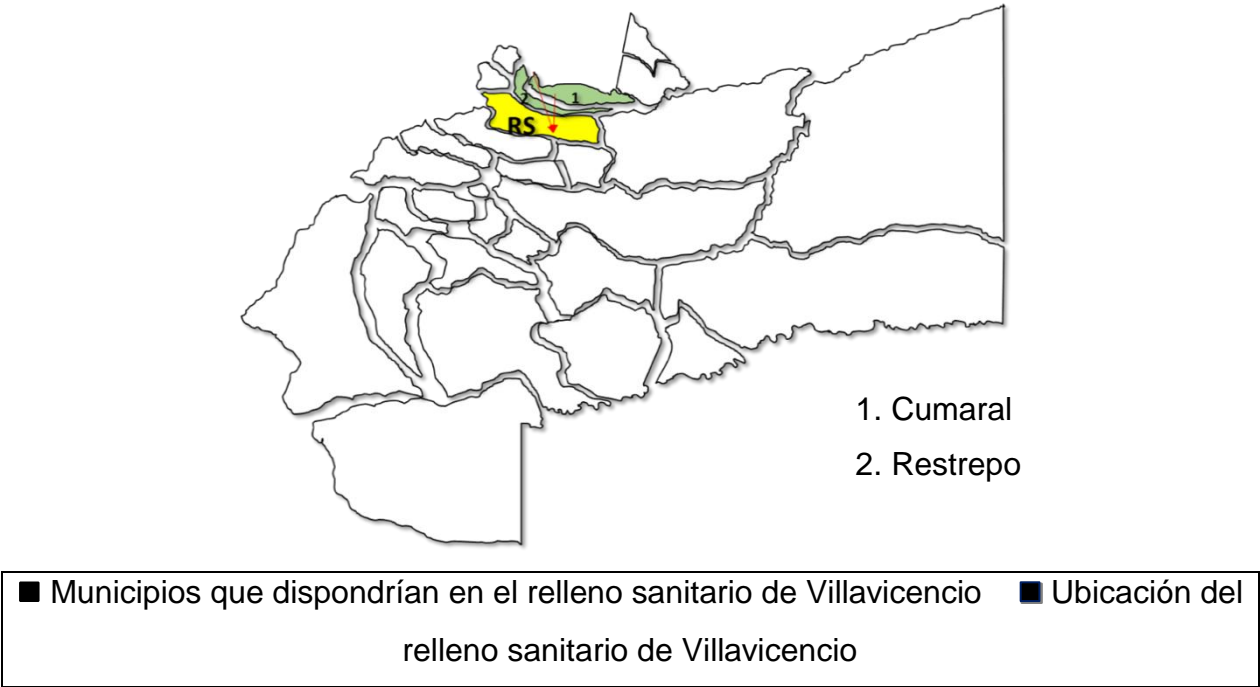 2
1
RS
1. Cumaral
2. Restrepo
■ Municipios que dispondrían en el relleno sanitario de Villavicencio ■ Ubicación del
relleno sanitario de Villavicencio